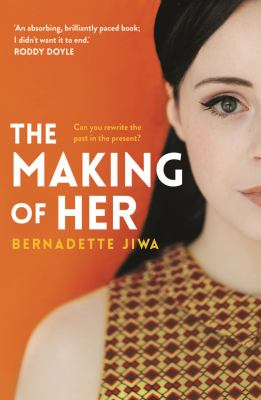 'An absorbing, brilliantly paced book;
I didn't want it to end.'
RODDY DOYLE
Can you rewrite the
past in the present?
THE
MAKING
OF HER
BERNADETTE JIWA